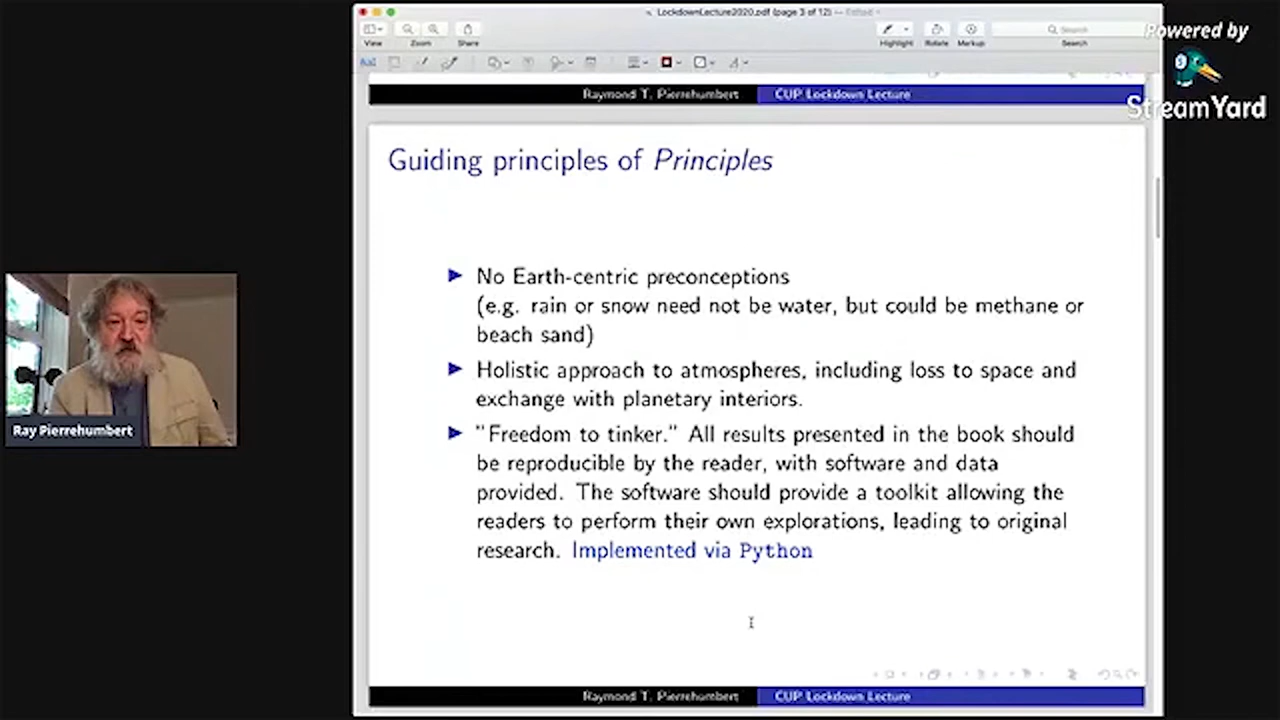 LockdownLecture2020.pdf (page 3 of 12) — Edited
View
Zoom
Share
Highlight
Rotate
Markup
Search
Search
Powered by
StreamYard
Raymond T. Pierrehumbert
CUP Lockdown Lecture
Guiding principles of Principles
▶ No Earth-centric preconceptions
(e.g. rain or snow need not be water, but could be methane or
beach sand)
▶ Holistic approach to atmospheres, including loss to space and
exchange with planetary interiors.
▶ "Freedom to tinker." All results presented in the book should
be reproducible by the reader, with software and data
provided. The software should provide a toolkit allowing the
readers to perform their own explorations, leading to original
research. Implemented via Python
Ray Pierrehumbert
Raymond T. Pierrehumbert
CUP Lockdown Lecture